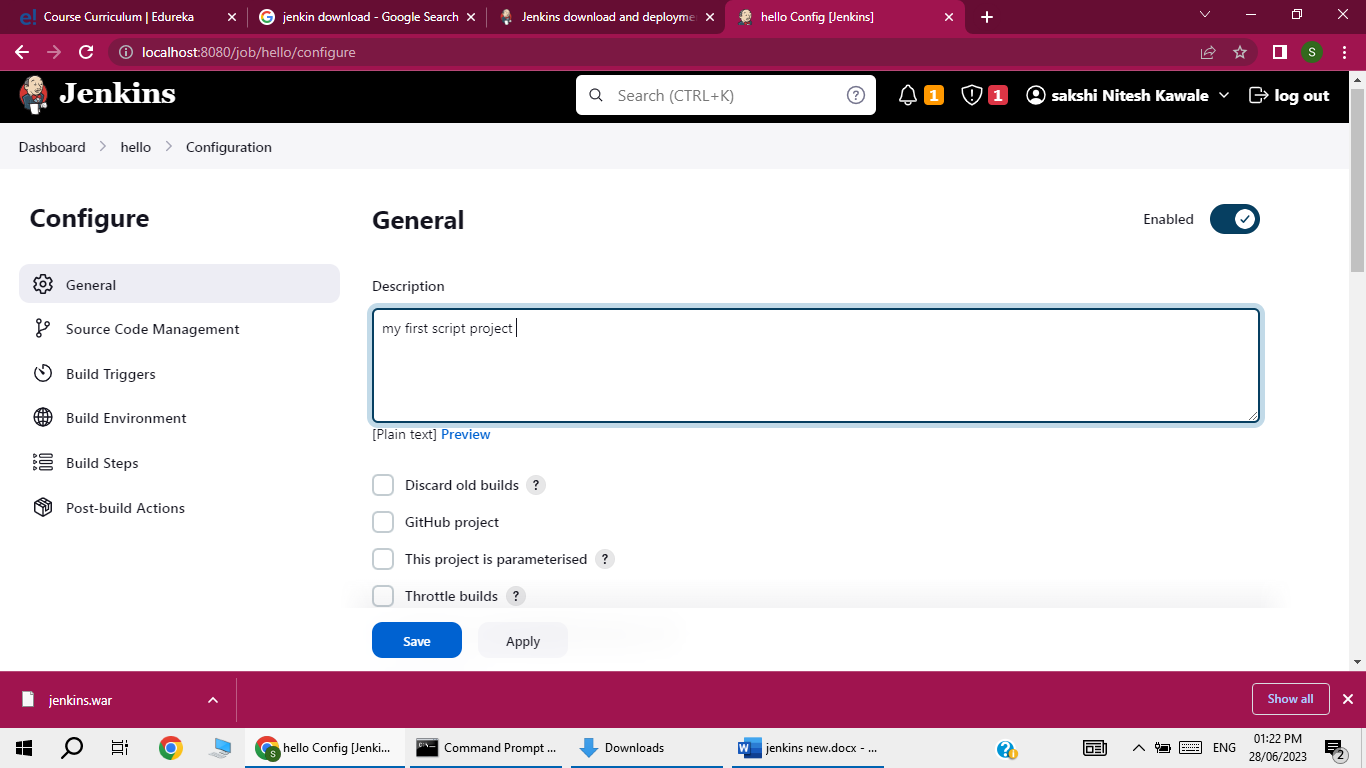 Course Curriculum | Edureka
jenkin download - Google Search
Jenkins download and deployme
hello Config [Jenkins]
localhost:8080/job/hello/configure
S
Jenkins
Search (CTRL+K)
?
1
1
sakshi Nitesh Kawale
log out
Dashboard
hello
Configuration
Configure
General
Source Code Management
Build Triggers
Build Environment
Build Steps
Post-build Actions
General
Enabled
Description
my first script project
[Plain text] Preview
Discard old builds ?
GitHub project
This project is parameterised ?
Throttle builds ?
Save
Apply
jenkins.war
Show all
hello Config [Jenki...
Command Prompt ...
Downloads
jenkins new.docx - ...
ENG
01:22 PM
28/06/2023
2